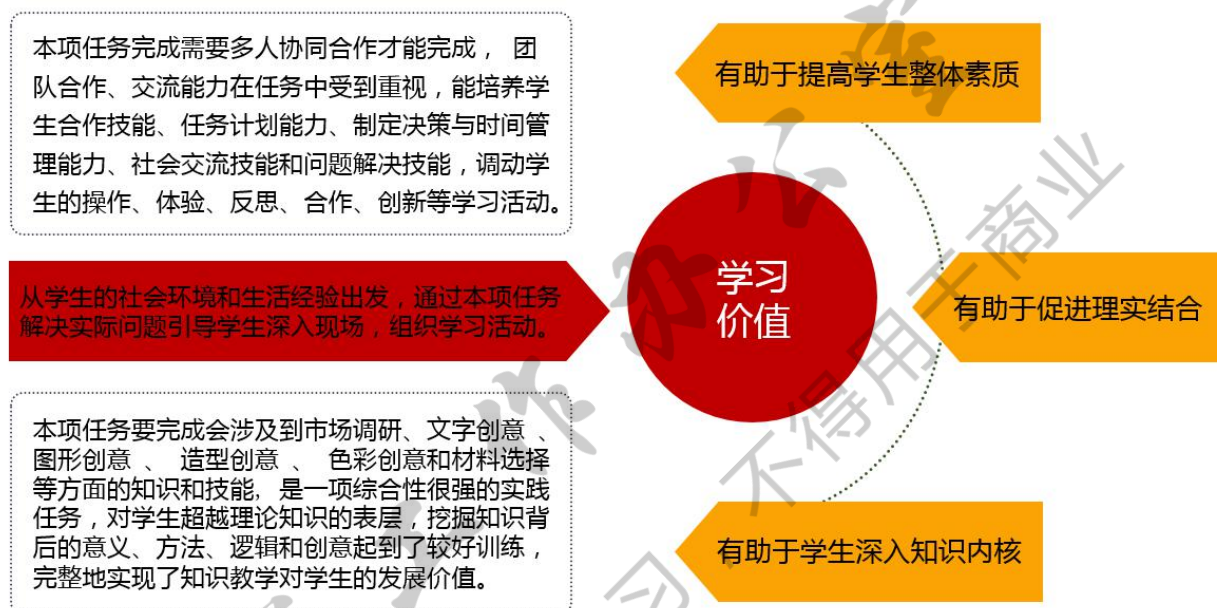 本项任务完成需要多人协同合作才能完成， 团
队合作、交流能力在任务中受到重视，能培养学
生合作技能、任务计划能力、制定决策与时间管
理能力、社会交流技能和问题解决技能，调动学
生的操作、体验、反思、合作、创新等学习活动。
有助于提高学生整体素质
从学生的社会环境和生活经验出发，通过本项任务
解决实际问题引导学生深入现场，组织学习活动。
学习
价值
有助于促进理实结合
本项任务要完成会涉及到市场调研、文字创意 、
图形创意 、 造型创意 、 色彩创意和材料选择
等方面的知识和技能, 是一项综合性很强的实践
任务，对学生超越理论知识的表层，挖掘知识背
后的意义、方法、逻辑和创意起到了较好训练，
完整地实现了知识教学对学生的发展价值。
有助于学生深入知识内核
不得用于商业